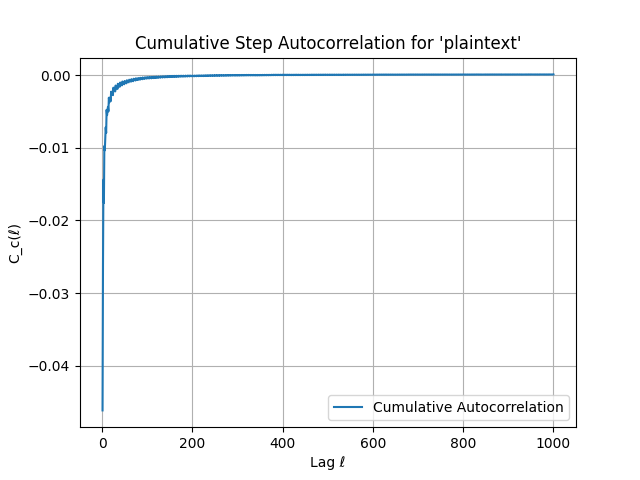 Cumulative Step Autocorrelation for 'plaintext'
0.00
−0.01
−0.02
−0.03
−0.04
C_c(ℓ)
0
200
400
600
800
1000
Lag ℓ
Cumulative Autocorrelation